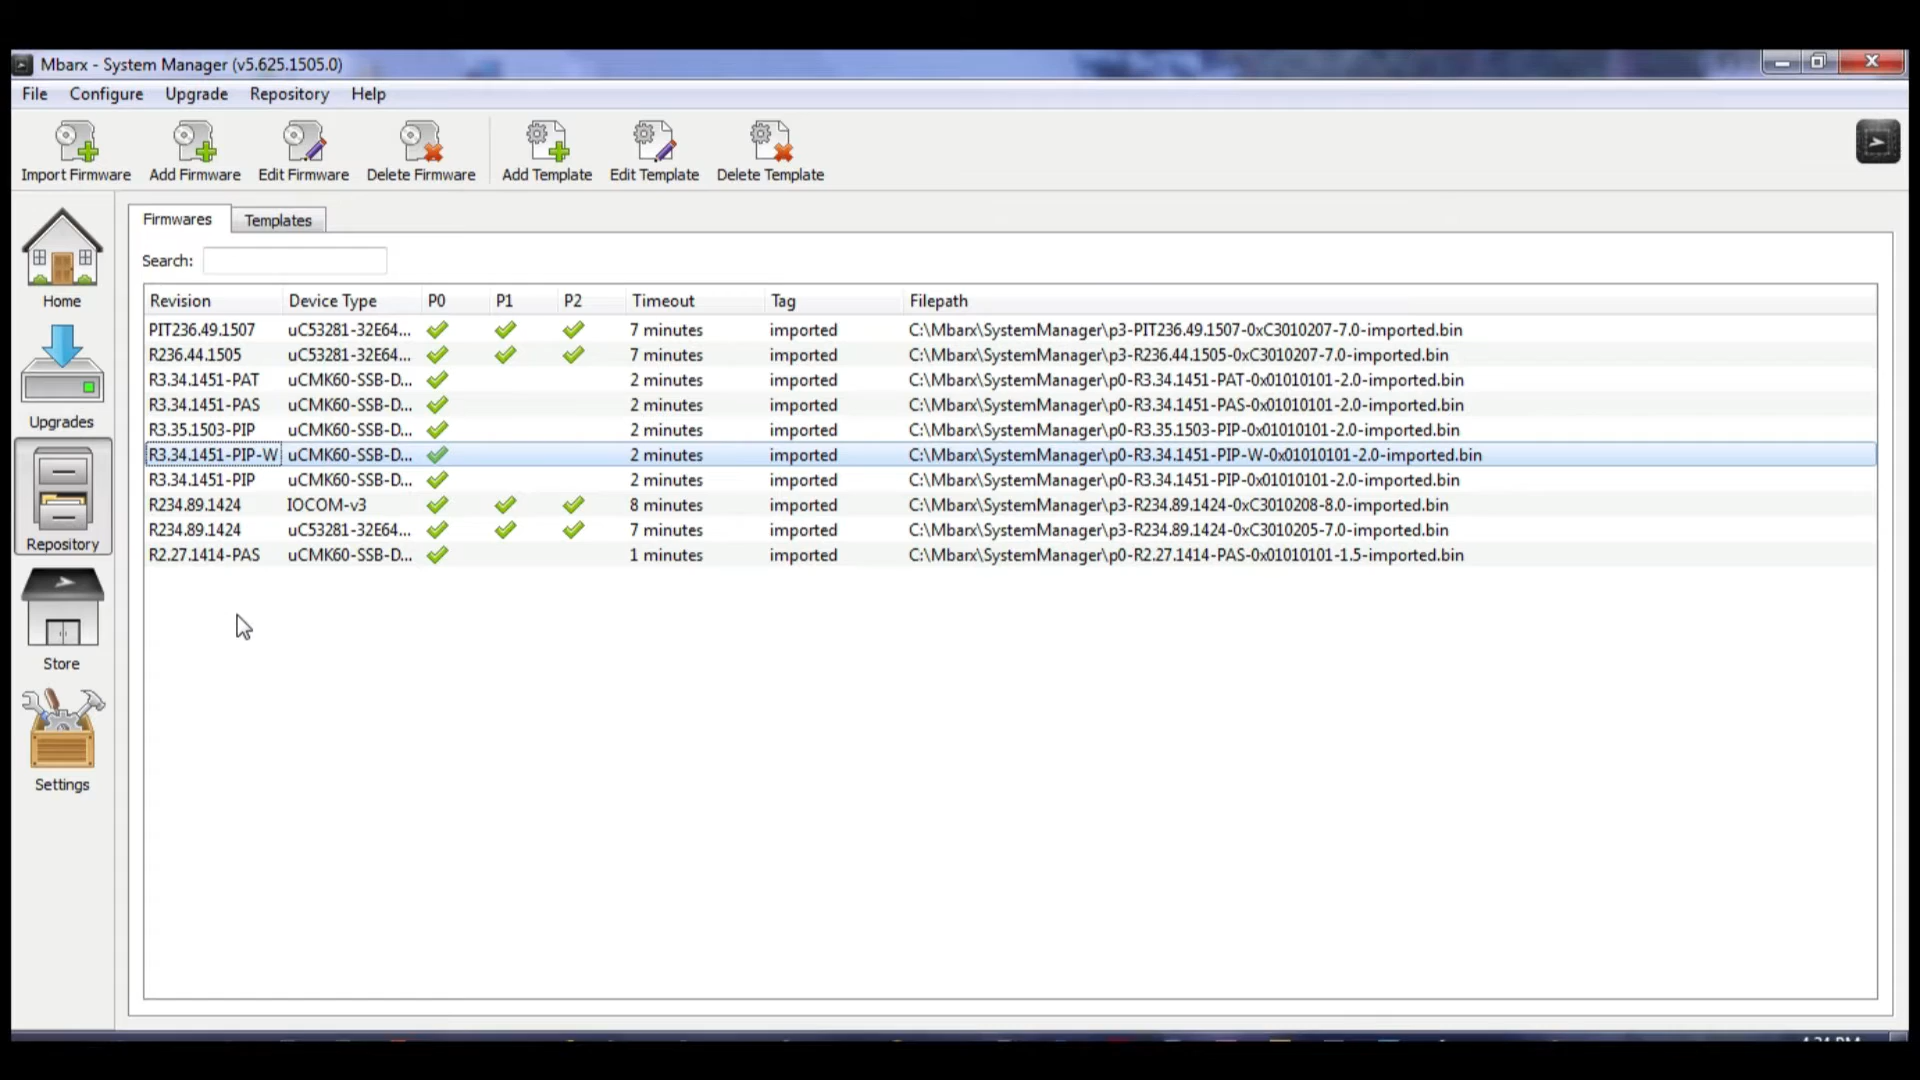 Mbarx - System Manager (v5.625.1505.0)
File Configure Upgrade Repository Help
Import Firmware Add Firmware Edit Firmware Delete Firmware Add Template Edit Template Delete Template
Home
Upgrades
Repository
Store
Settings
Firmwares Templates
Search:
Revision Device Type P0 P1 P2 Timeout Tag Filepath
PIT236.49.1507 uC53281-32E64... 7 minutes imported C:\Mbarx\SystemManager\p3-PIT236.49.1507-0xC3010207-7.0-imported.bin
R236.44.1505 uC53281-32E64... 7 minutes imported C:\Mbarx\SystemManager\p3-R236.44.1505-0xC3010207-7.0-imported.bin
R3.34.1451-PAT uCMK60-SSB-D... 2 minutes imported C:\Mbarx\SystemManager\p0-R3.34.1451-PAT-0x01010101-2.0-imported.bin
R3.34.1451-PAS uCMK60-SSB-D... 2 minutes imported C:\Mbarx\SystemManager\p0-R3.34.1451-PAS-0x01010101-2.0-imported.bin
R3.35.1503-PIP uCMK60-SSB-D... 2 minutes imported C:\Mbarx\SystemManager\p0-R3.35.1503-PIP-0x01010101-2.0-imported.bin
R3.34.1451-PIP-W uCMK60-SSB-D... 2 minutes imported C:\Mbarx\SystemManager\p0-R3.34.1451-PIP-W-0x01010101-2.0-imported.bin
R3.34.1451-PIP uCMK60-SSB-D... 2 minutes imported C:\Mbarx\SystemManager\p0-R3.34.1451-PIP-0x01010101-2.0-imported.bin
R234.89.1424 IOCOM-v3 8 minutes imported C:\Mbarx\SystemManager\p3-R234.89.1424-0xC3010208-8.0-imported.bin
R234.89.1424 uC53281-32E64... 7 minutes imported C:\Mbarx\SystemManager\p3-R234.89.1424-0xC3010205-7.0-imported.bin
R2.27.1414-PAS uCMK60-SSB-D... 1 minutes imported C:\Mbarx\SystemManager\p0-R2.27.1414-PAS-0x01010101-1.5-imported.bin